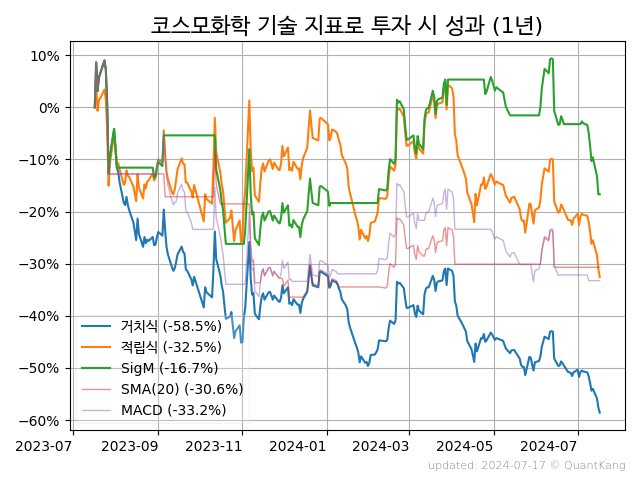 코스모화학 기술 지표로 투자 시 성과 (1년)
10%
0%
−10%
−20%
−30%
−40%
−50%
−60%
거치식 (-58.5%)
적립식 (-32.5%)
SigM (-16.7%)
SMA(20) (-30.6%)
MACD (-33.2%)
2023-07 2023-09 2023-11 2024-01 2024-03 2024-05 2024-07
updated: 2024-07-17 © QuantKang